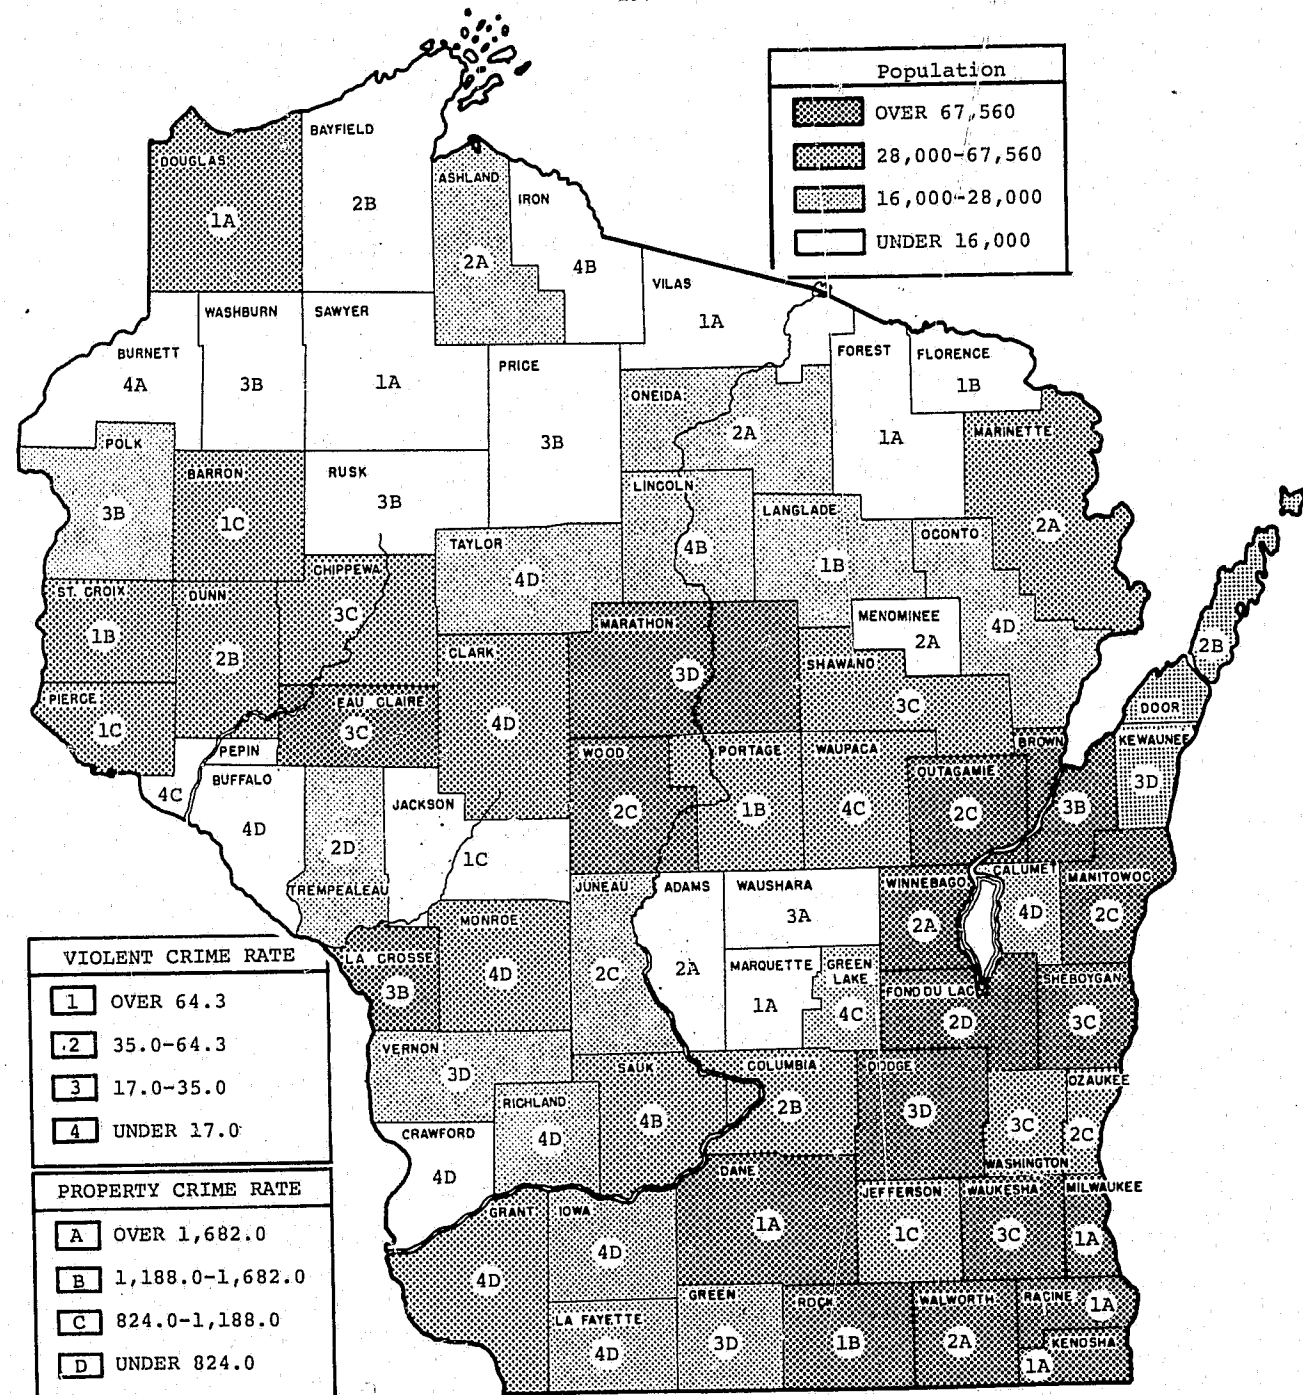 Population
OVER 67,560
28,000-67,560
16,000-28,000
UNDER 16,000
DOUGLAS
1A
BAYFIELD
2B
ASHLAND
2A
IRON
4B
VILAS
1A
BURNETT
4A
WASHBURN
3B
SAWYER
1A
PRICE
3B
ONEIDA
2A
FOREST
1A
FLORENCE
1B
MARINETTE
2A
POLK
3B
BARRON
1C
RUSK
3B
LINCOLN
4B
LANGLADE
1B
OCONTO
4D
TAYLOR
4D
CHIPPEWA
3C
ST. CROIX
1B
DUNN
2B
MENOMINEE
2A
MARATHON
3D
CLARK
4D
SHAWANO
3C
PIERCE
1C
EAU CLAIRE
3C
DOOR
2B
PEPIN
4C
BUFFALO
4D
TREMPEALEAU
2D
JACKSON
1C
WOOD
2C
PORTAGE
1B
WAUPACA
4C
OUTAGAMIE
2C
BROWN
3B
KEWAUNEE
3D
JUNEAU
2C
ADAMS
2A
WAUSHARA
3A
WINNEBAGO
2A
CALUMET
4D
MANITOWOC
2C
LA CROSSE
3B
MONROE
4D
MARQUETTE
1A
GREEN
LAKE
4C
FOND DU LAC
2D
SHEBOYGAN
3C
VERNON
3D
RICHLAND
4D
SAUK
4B
COLUMBIA
2B
DODGE
3D
WASHINGTON
3C
OZAUKEE
2C
CRAWFORD
4D
GRANT
4D
IOWA
4D
DANE
1A
JEFFERSON
1C
WAUKESHA
3C
MILWAUKEE
1A
LA FAYETTE
4D
GREEN
3D
ROCK
1B
WALWORTH
2A
RACINE
1A
KENOSHA
1A
VIOLENT CRIME RATE
1 OVER 64.3
2 35.0-64.3
3 17.0-35.0
4 UNDER 17.0
PROPERTY CRIME RATE
A OVER 1,682.0
B 1,188.0-1,682.0
C 824.0-1,188.0
D UNDER 824.0